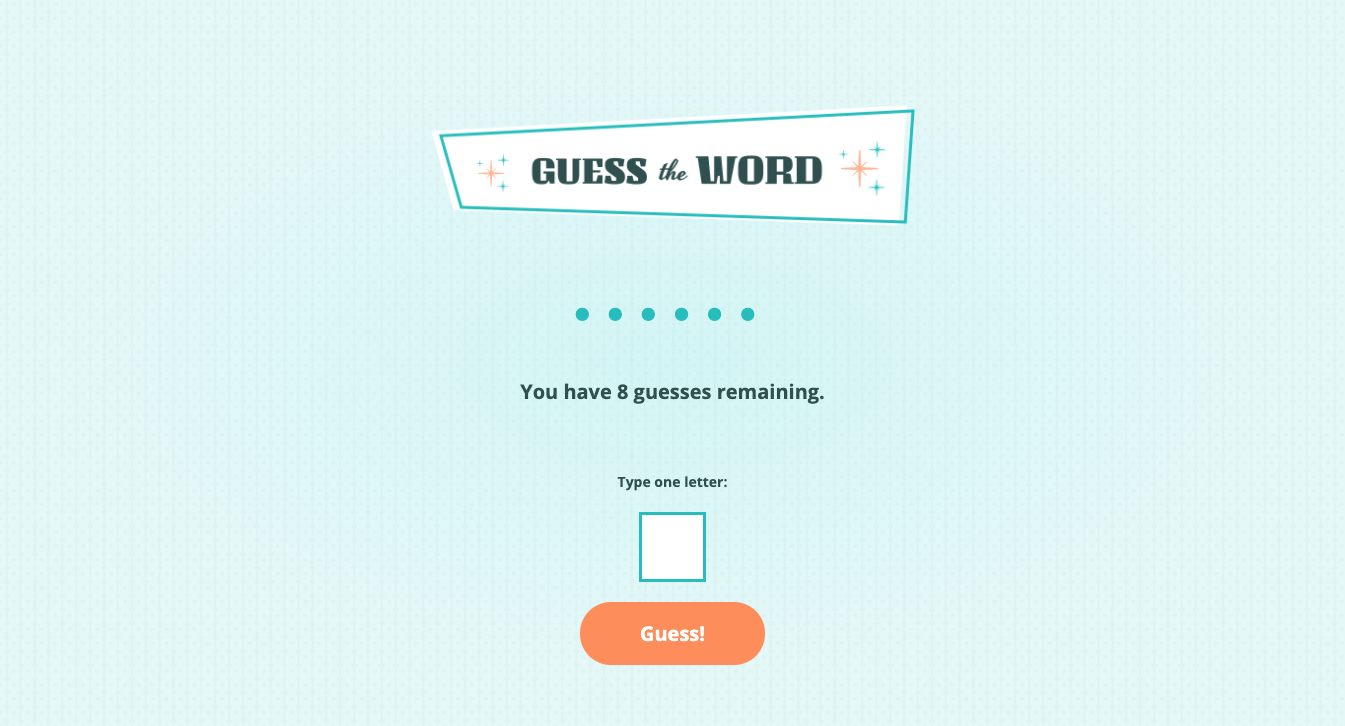 GUESS the WORD
● ● ● ● ● ●
You have 8 guesses remaining.
Type one letter:
Guess!